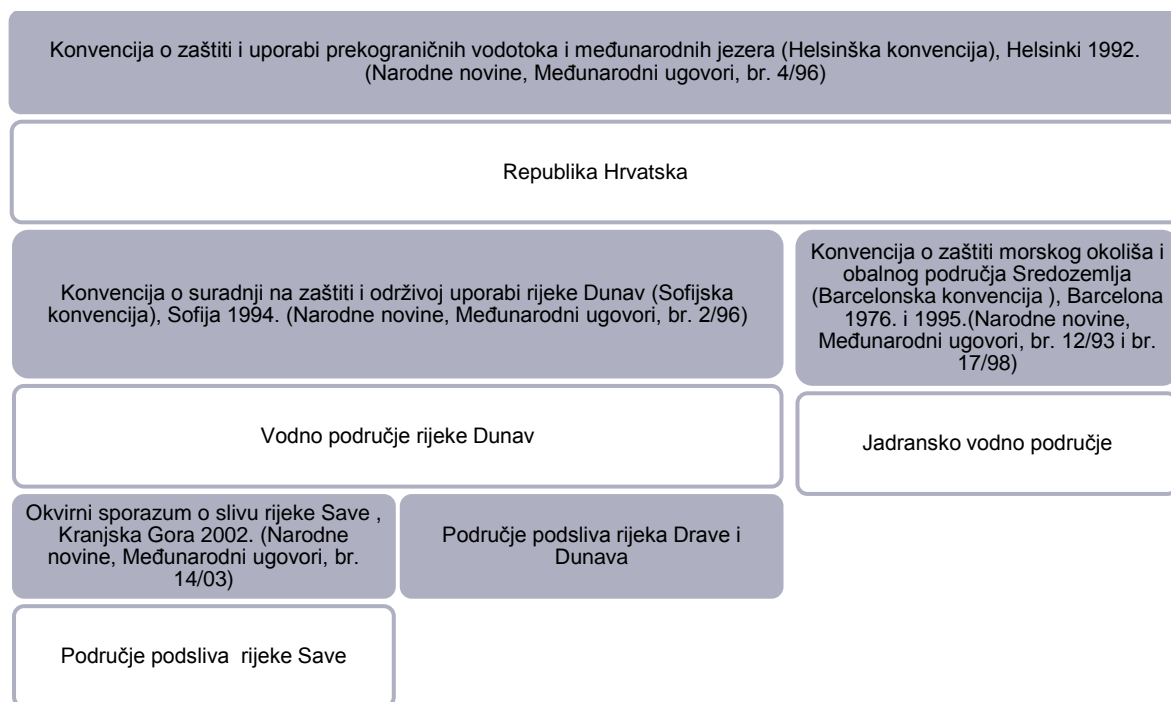 Konvencija o zaštiti i uporabi prekograničnih vodotoka i međunarodnih jezera (Helsinška konvencija), Helsinki 1992.
(Narodne novine, Međunarodni ugovori, br. 4/96)
Republika Hrvatska
Konvencija o suradnji na zaštiti i održivoj uporabi rijeke Dunav (Sofijska
konvencija), Sofija 1994. (Narodne novine, Međunarodni ugovori, br. 2/96)
Konvencija o zaštiti morskog okoliša i
obalnog područja Sredozemlja
(Barcelonska konvencija ), Barcelona
1976. i 1995.(Narodne novine,
Međunarodni ugovori, br. 12/93 i br.
17/98)
Vodno područje rijeke Dunav
Jadransko vodno područje
Okvirni sporazum o slivu rijeke Save ,
Kranjska Gora 2002. (Narodne
novine, Međunarodni ugovori, br.
14/03)
Područje podsliva rijeka Drave i
Dunava
Područje podsliva  rijeke Save